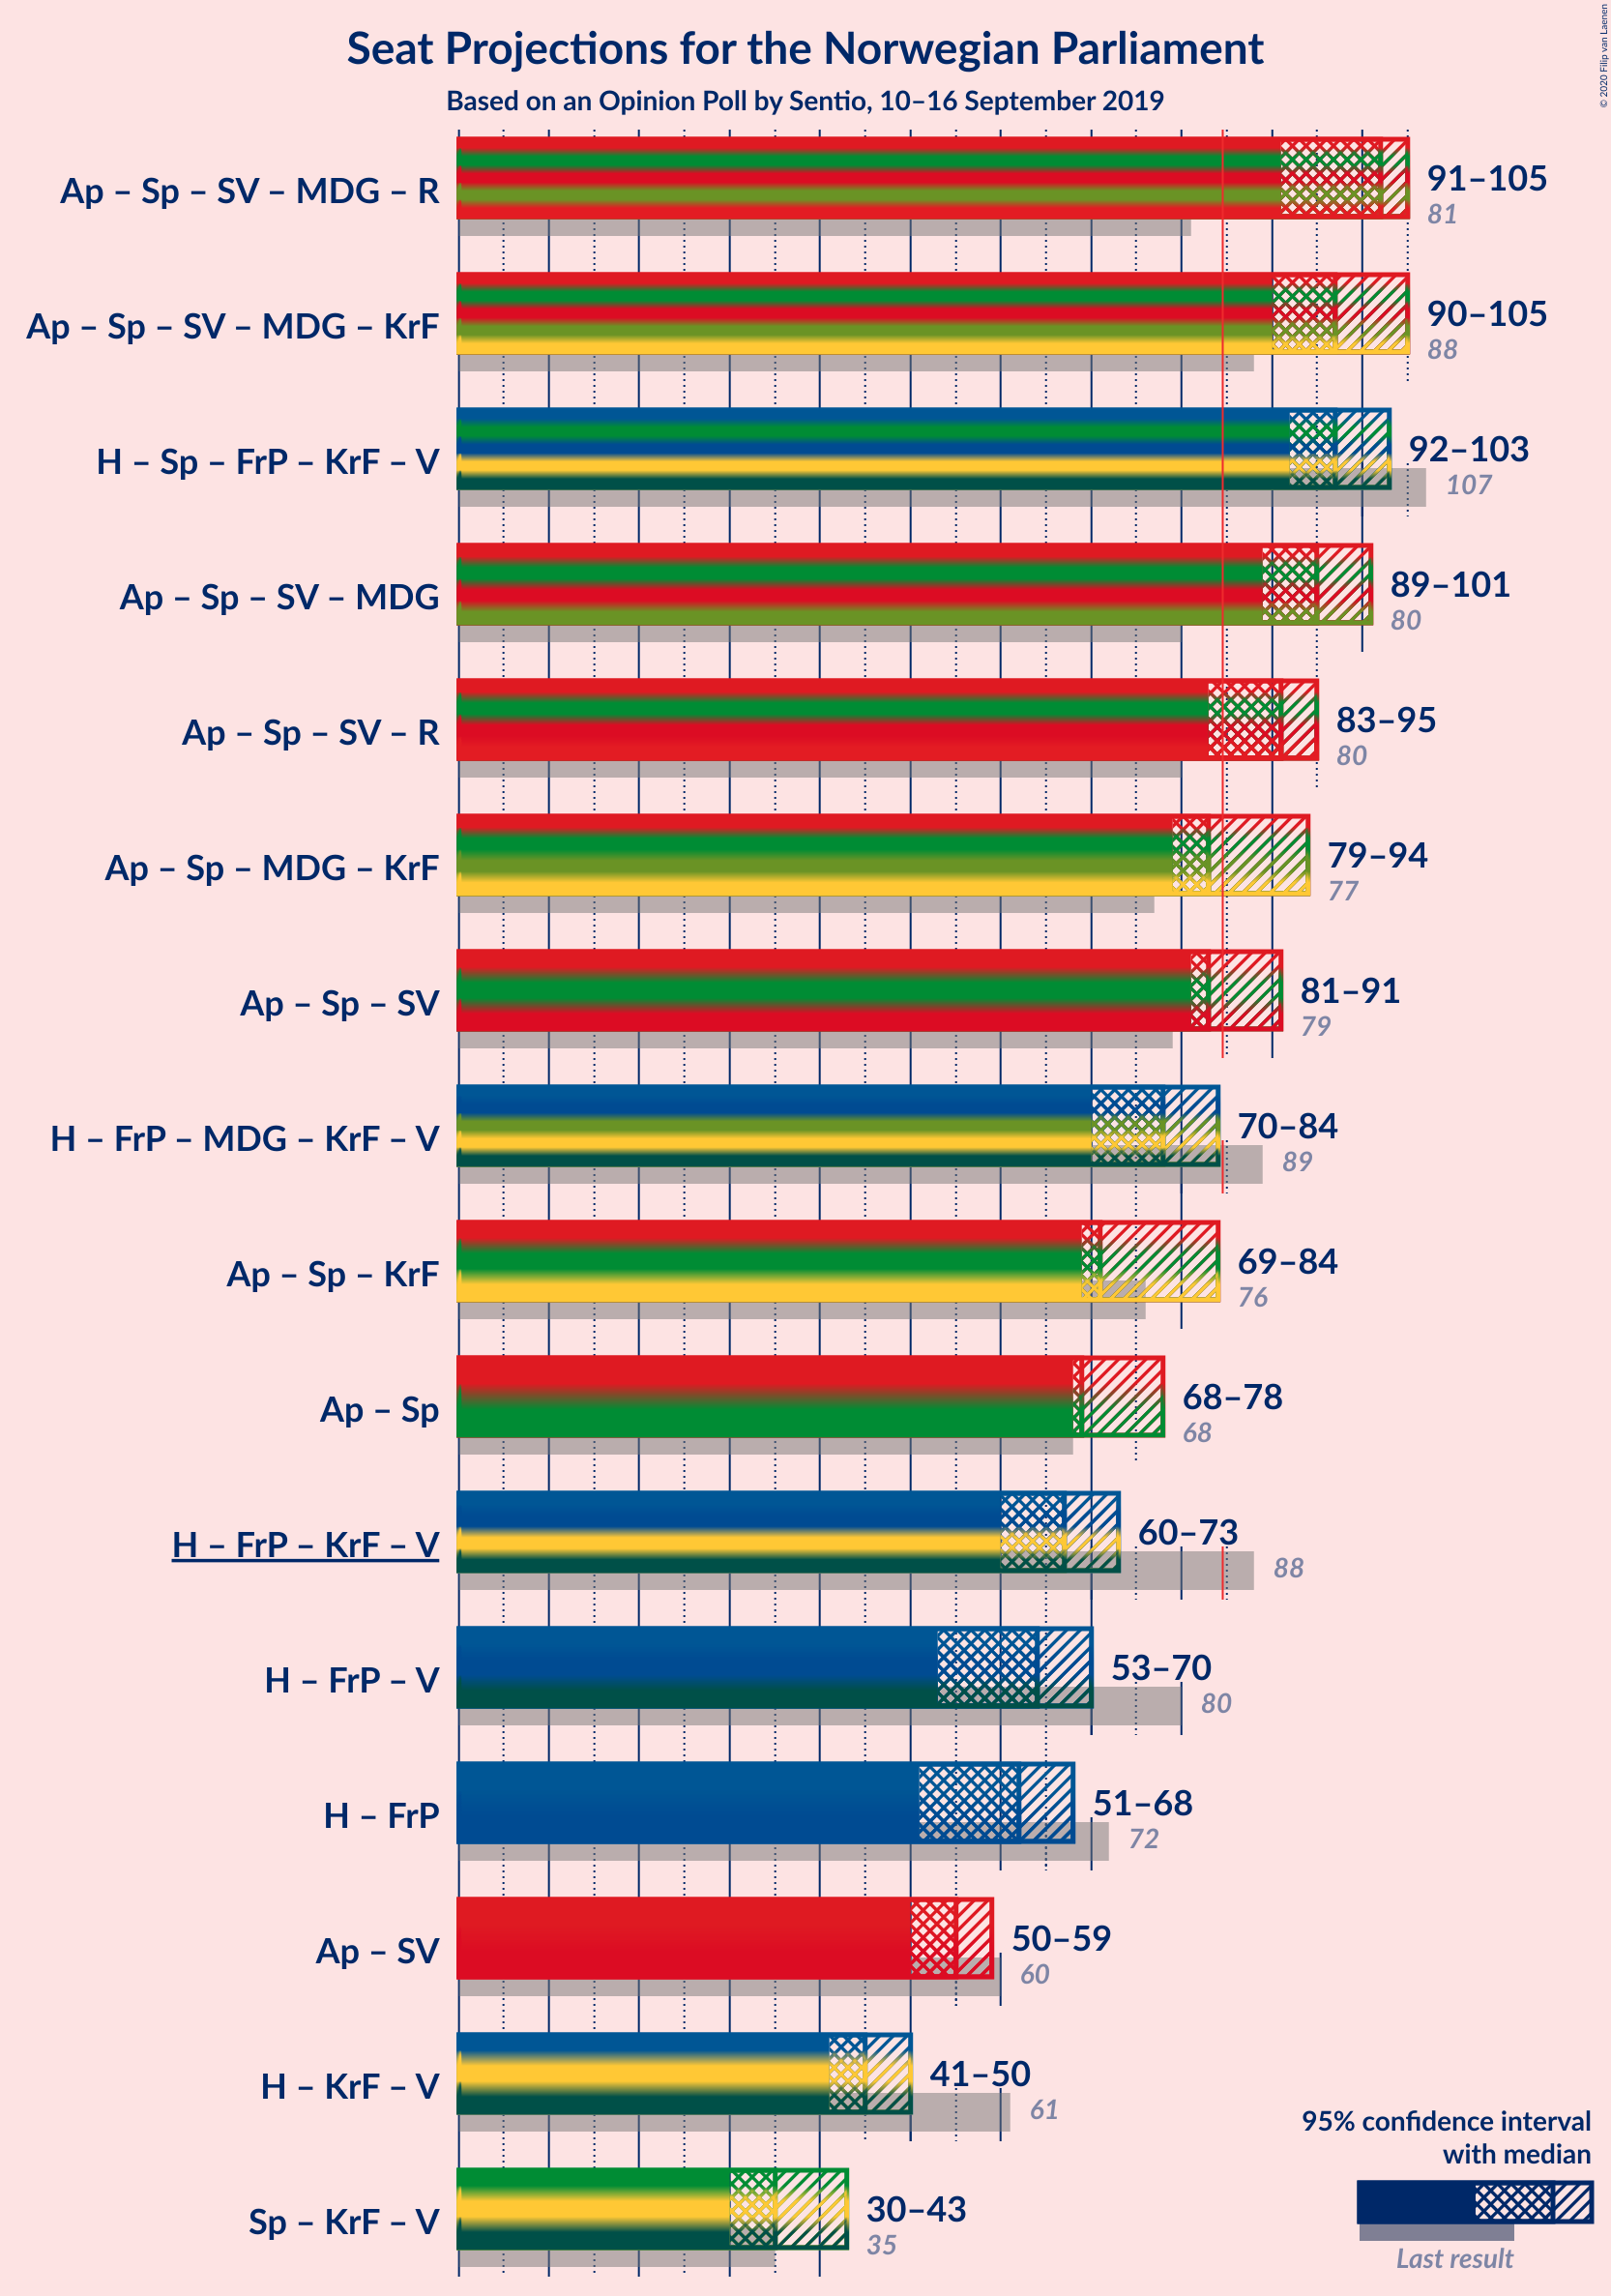 Seat Projections for the Norwegian Parliament
Based on an Opinion Poll by Sentio, 10–16 September 2019
© 2020 Filip van Laenen
Ap – Sp – SV – MDG – R
91–105
81
Ap – Sp – SV – MDG – KrF
90–105
88
H – Sp – FrP – KrF – V
92–103
107
Ap – Sp – SV – MDG
89–101
80
Ap – Sp – SV – R
83–95
80
Ap – Sp – MDG – KrF
79–94
77
Ap – Sp – SV
81–91
79
H – FrP – MDG – KrF – V
70–84
89
Ap – Sp – KrF
69–84
76
Ap – Sp
68–78
68
H – FrP – KrF – V
60–73
88
H – FrP – V
53–70
80
H – FrP
51–68
72
Ap – SV
50–59
60
H – KrF – V
41–50
61
Sp – KrF – V
30–43
35
95% confidence interval
with median
Last result